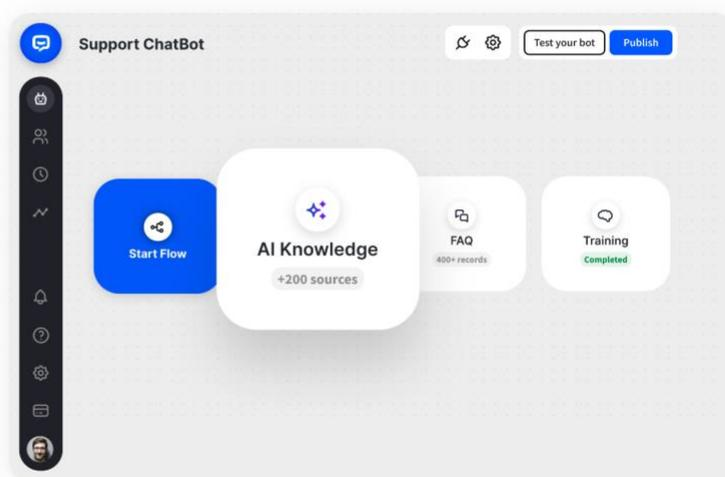 Support ChatBot
Test your bot
Publish
Start Flow
AI Knowledge
+200 sources
FAQ
400+ records
Training
Completed